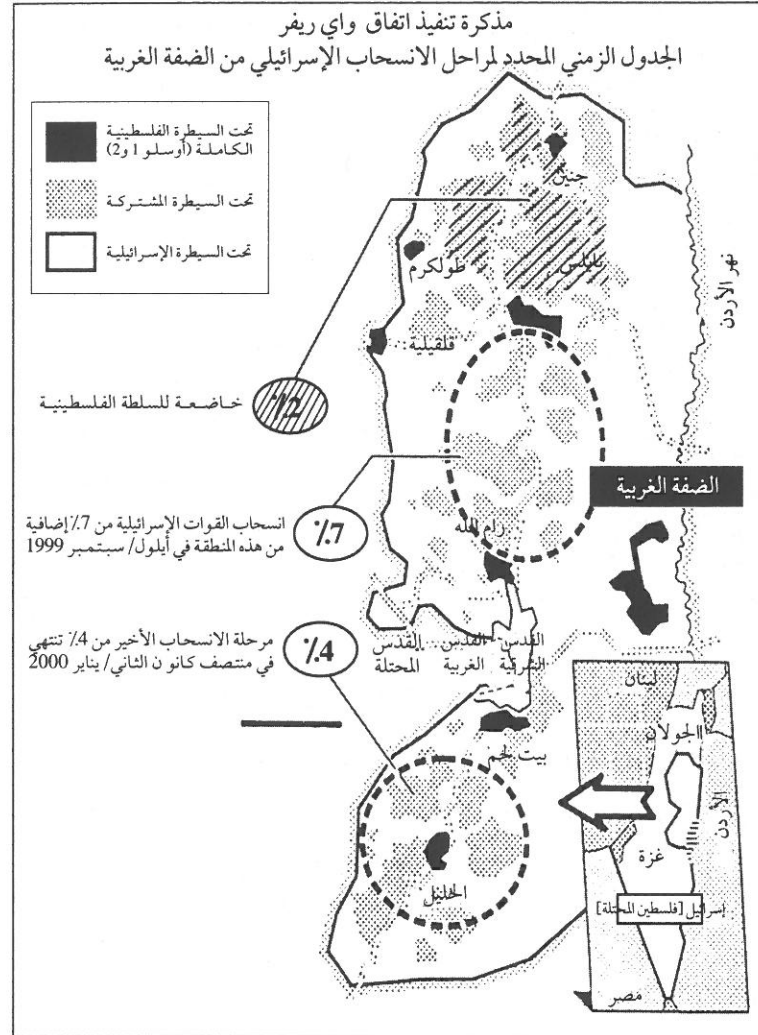 مذكرة تنفيذ اتفاق واي ريفر
الجدول الزمني المحدد لمراحل الانسحاب الإسرائيلي من الضفة الغربية
تحت السيطرة الفلسطينية
الكاملة (أوسلو 1 و2)
تحت السيطرة المشتركة
تحت السيطرة الإسرائيلية
جنين
طولكرم
نابلس
نهر الأردن
قلقيلية
٪2
خاضعة للسلطة الفلسطينية
الضفة الغربية
رام الله
٪7
انسحاب القوات الإسرائيلية من 7٪ إضافية
من هذه المنطقة في أيلول/ سبتمبر 1999
القدس
الشرقية
القدس
الغربية
القدس
المحتلة
٪4
مرحلة الانسحاب الأخير من 4٪ تنتهي
في منتصف كانون الثاني/ يناير 2000
بيت لحم
الخليل
لبنان
الجولان
الأردن
غزة
إسرائيل [فلسطين المحتلة]
مصر